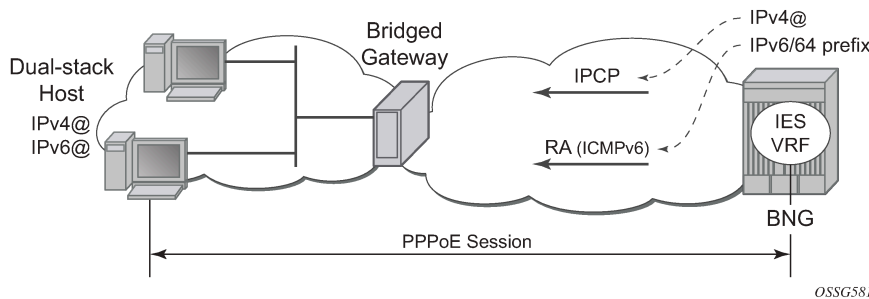 IPv4@
IPv6/64 prefix
Bridged
Gateway
Dual-stack
Host
IPv4@
IPv6@
IPCP
RA (ICMPv6)
IES
VRF
BNG
PPPoE Session
OSSG581